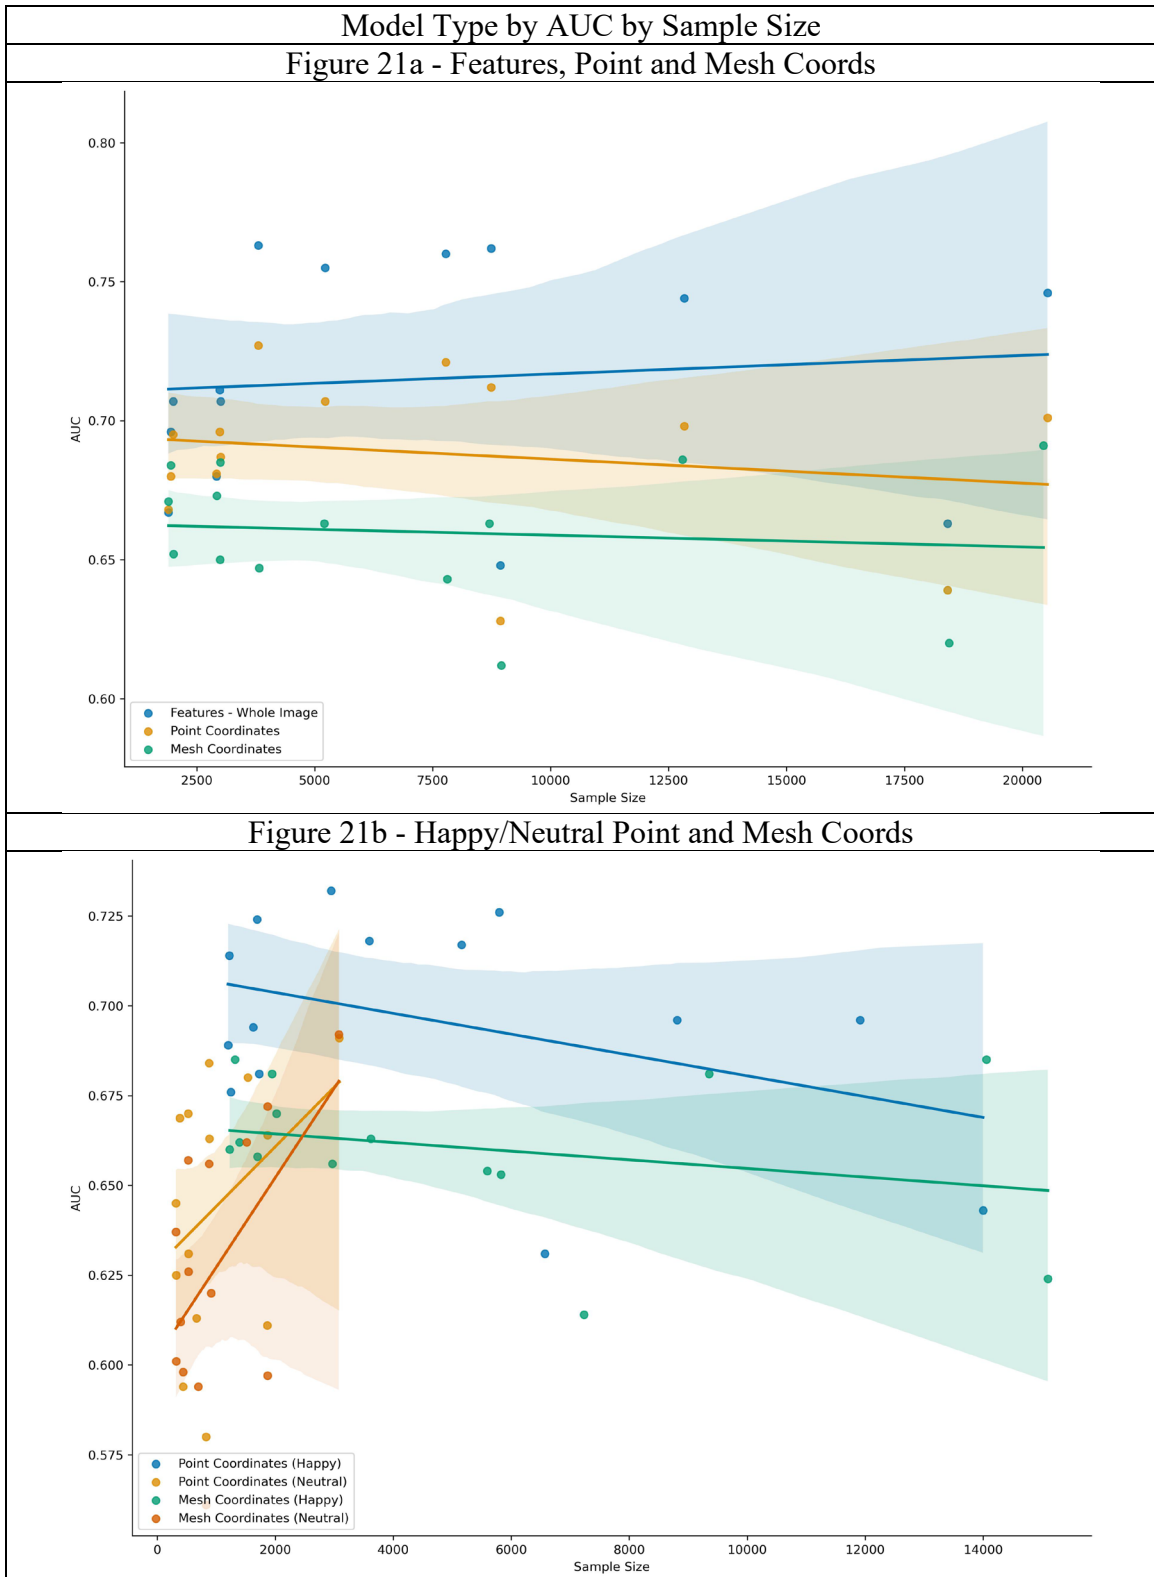 Model Type by AUC by Sample Size
Figure 21a - Features, Point and Mesh Coords
0.80
0.75
0.70
AUC
0.65
0.60
Features - Whole Image
Point Coordinates
Mesh Coordinates
2500 5000 7500 10000 12500 15000 17500 20000
Sample Size
Figure 21b - Happy/Neutral Point and Mesh Coords
0.725
0.700
0.675
AUC
0.650
0.625
0.600
0.575
Point Coordinates (Happy)
Point Coordinates (Neutral)
Mesh Coordinates (Happy)
Mesh Coordinates (Neutral)
0 2000 4000 6000 8000 10000 12000 14000
Sample Size